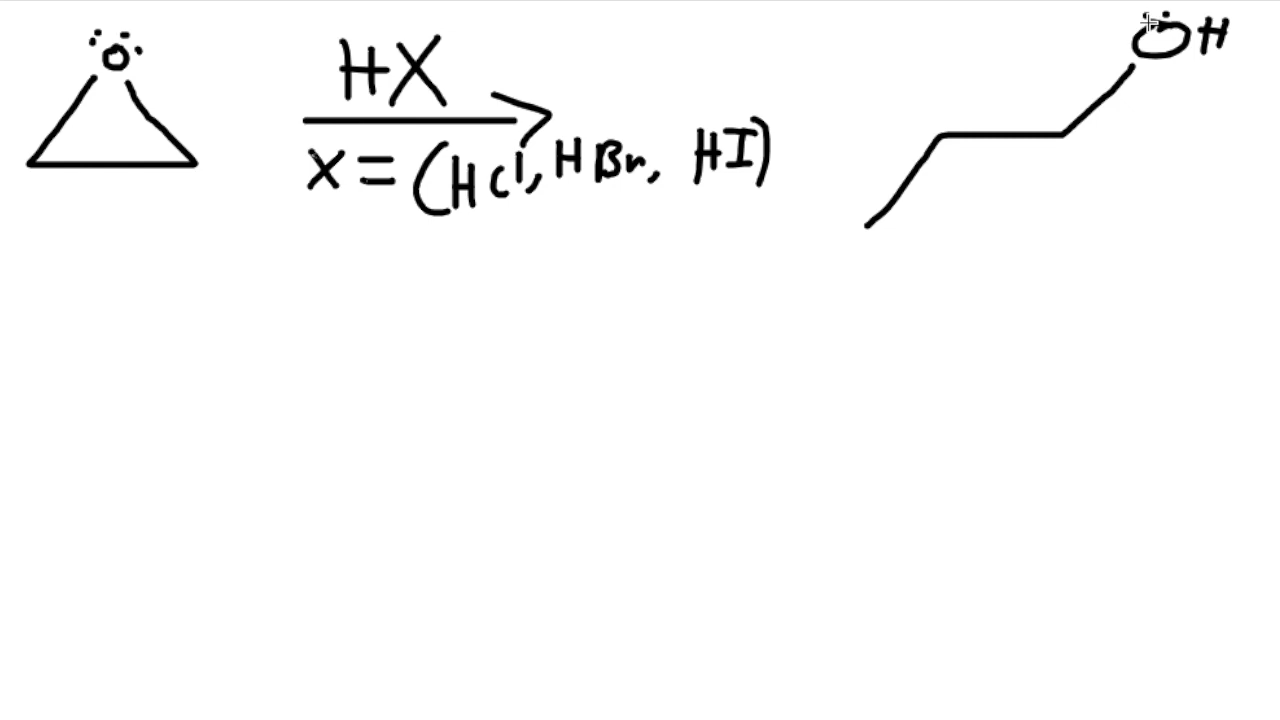 O
HX
X = (HCl, HBr, HI)
OH